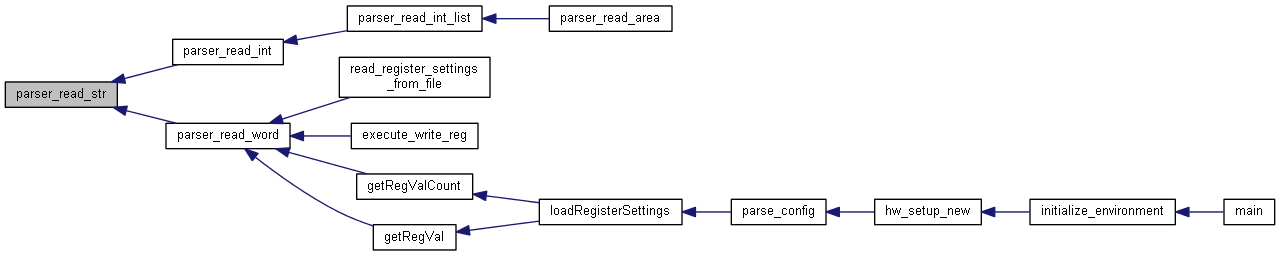 parser_read_int_list
parser_read_area
parser_read_int
read_register_settings
_from_file
parser_read_str
parser_read_word
execute_write_reg
getRegValCount
loadRegisterSettings
parse_config
hw_setup_new
initialize_environment
main
getRegVal